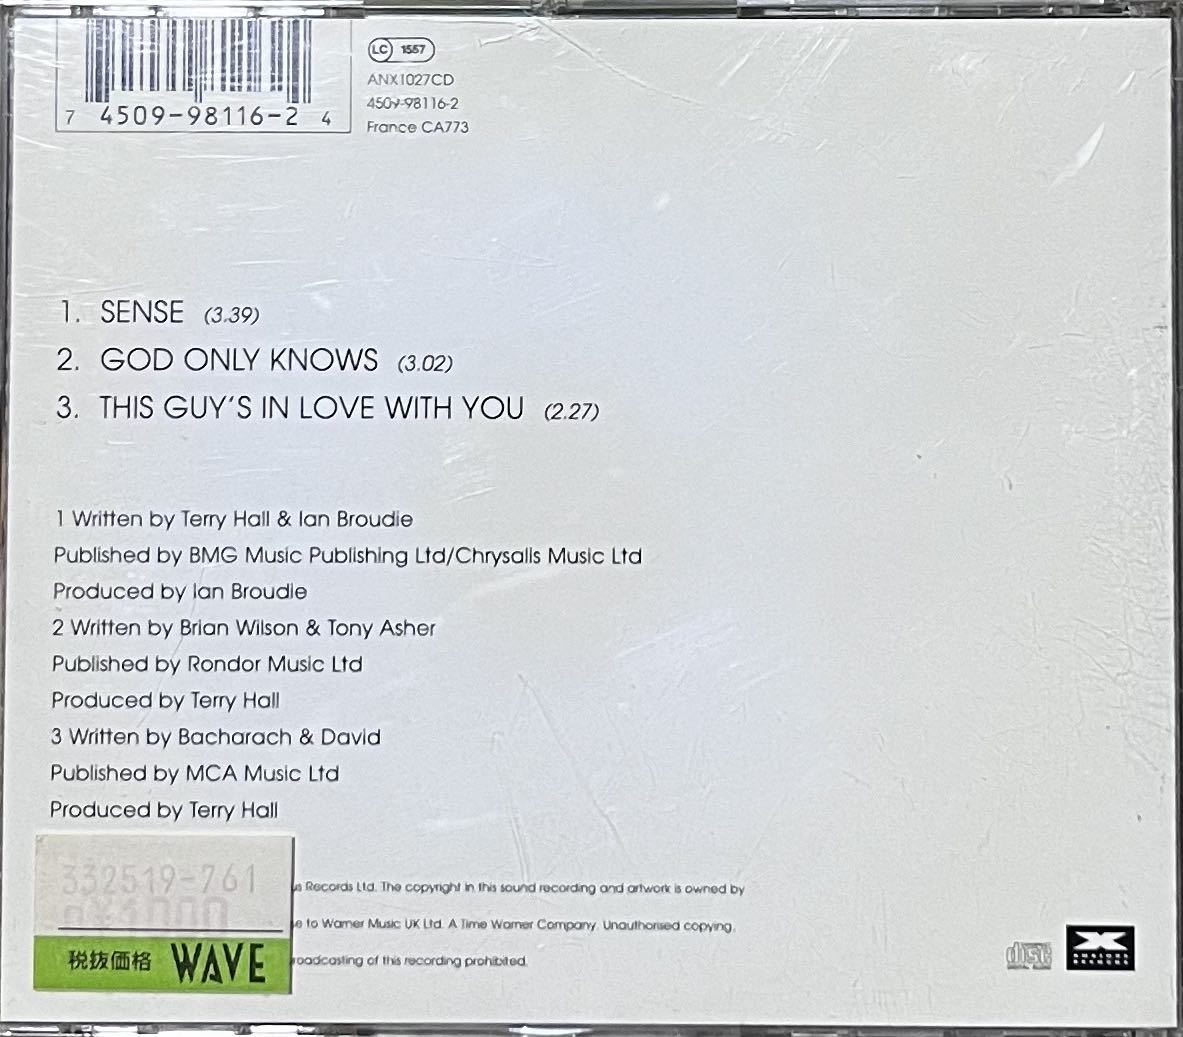 7 4509-98116-2 4
LC 1557
ANX1027CD
4509-98116-2
France CA773
1. SENSE (3.39)
2. GOD ONLY KNOWS (3.02)
3. THIS GUY'S IN LOVE WITH YOU (2.27)
1 Written by Terry Hall & Ian Broudie
Published by BMG Music Publishing Ltd/Chrysalis Music Ltd
Produced by Ian Broudie
2 Written by Brian Wilson & Tony Asher
Published by Rondor Music Ltd
Produced by Terry Hall
3 Written by Bacharach & David
Published by MCA Music Ltd
Produced by Terry Hall
332519-761
Records Ltd. The copyright in this sound recording and artwork is owned by
to Warner Music UK Ltd. A Time Warner Company. Unauthorised copying,
roadcasting of this recording prohibited.
税抜価格 WAVE
disc